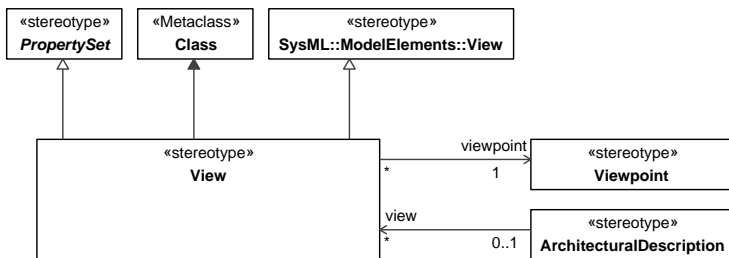 «stereotype»
PropertySet
«Metaclass»
Class
«stereotype»
SysML::ModelElements::View
«stereotype»
View
viewpoint
*
1
«stereotype»
Viewpoint
view
*
0..1
«stereotype»
ArchitecturalDescription